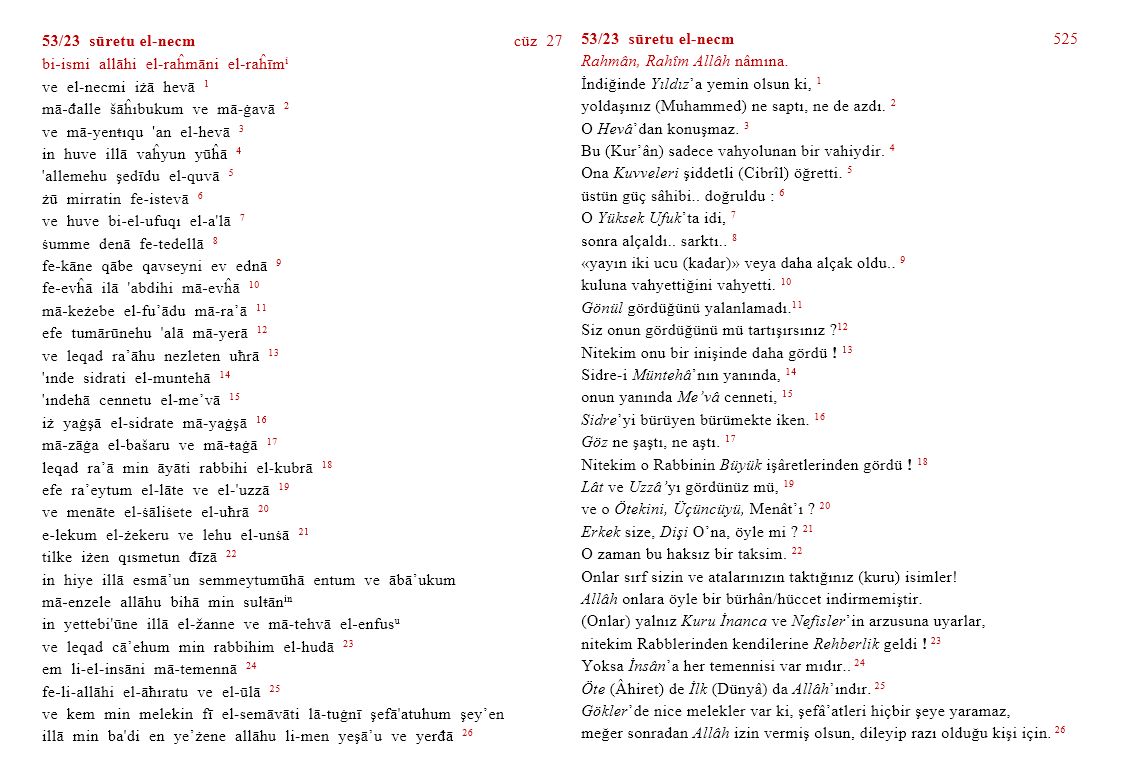 53/23 sūretu el-necm
cüz 27
bi-ismi allāhi el-raĥmāni el-raĥīmⁱ
ve el-necmi iżā hevā 1
mā-đalle šāĥıbukum ve mā-ġavā 2
ve mā-yenŧıqu 'an el-hevā 3
in huve illā vaĥyun yūĥā 4
'allemehu şedīdu el-quvā 5
żū mirratin fe-istevā 6
ve huve bi-el-ufuqı el-a'lā 7
ŝumme denā fe-tedellā 8
fe-kāne qābe qavseyni ev ednā 9
fe-evĥā ilā 'abdihi mā-evĥā 10
mā-keżebe el-fu’ādu mā-ra’ā 11
efe tumārūnehu 'alā mā-yerā 12
ve leqad ra’āhu nezleten uħrā 13
'ınde sidrati el-muntehā 14
'ındehā cennetu el-me’vā 15
iż yaġşā el-sidrate mā-yaġşā 16
mā-zāġa el-bašaru ve mā-ŧaġā 17
leqad ra’ā min āyāti rabbihi el-kubrā 18
efe ra’eytum el-lāte ve el-'uzzā 19
ve menāte el-ŝāliŝete el-uħrā 20
e-lekum el-żekeru ve lehu el-unŝā 21
tilke iżen qısmetun đīzā 22
in hiye illā esmā’un semmeytumūhā entum ve ābā’ukum
mā-enzele allāhu bihā min sulŧānⁱⁿ
in yettebi'ūne illā el-žanne ve mā-tehvā el-enfusᵘ
ve leqad cā’ehum min rabbihim el-hudā 23
em li-el-insāni mā-temennā 24
fe-li-allāhi el-āħıratu ve el-ūlā 25
ve kem min melekin fī el-semāvāti lā-tuġnī şefā'atuhum şey’en
illā min ba'di en ye’żene allāhu li-men yeşā’u ve yerđā 26
53/23 sūretu el-necm
525
Rahmân, Rahîm Allâh nâmına.
İndiğinde Yıldız’a yemin olsun ki, 1
yoldaşınız (Muhammed) ne saptı, ne de azdı. 2
O Hevâ’dan konuşmaz. 3
Bu (Kur’ân) sadece vahyolunan bir vahiydir. 4
Ona Kuvveleri şiddetli (Cibrîl) öğretti. 5
üstün güç sâhibi.. doğruldu : 6
O Yüksek Ufuk’ta idi, 7
sonra alçaldı.. sarktı.. 8
«yayın iki ucu (kadar)» veya daha alçak oldu.. 9
kuluna vahyettiğini vahyetti. 10
Gönül gördüğünü yalanlamadı.11
Siz onun gördüğünü mü tartışırsınız ?12
Nitekim onu bir inişinde daha gördü ! 13
Sidre-i Müntehâ’nın yanında, 14
onun yanında Me’vâ cenneti, 15
Sidre’yi bürüyen bürümekte iken. 16
Göz ne şaştı, ne aştı. 17
Nitekim o Rabbinin Büyük işâretlerinden gördü ! 18
Lât ve Uzzâ’yı gördünüz mü, 19
ve o Ötekini, Üçüncüyü, Menât’ı ? 20
Erkek size, Dişi O’na, öyle mi ? 21
O zaman bu haksız bir taksim. 22
Onlar sırf sizin ve atalarınızın taktığınız (kuru) isimler!
Allâh onlara öyle bir bürhân/hüccet indirmemiştir.
(Onlar) yalnız Kuru İnanca ve Nefisler’in arzusuna uyarlar,
nitekim Rabblerinden kendilerine Rehberlik geldi ! 23
Yoksa İnsân’a her temennisi var mıdır.. 24
Öte (Âhiret) de İlk (Dünyâ) da Allâh’ındır. 25
Gökler’de nice melekler var ki, şefâ’atleri hiçbir şeye yaramaz,
meğer sonradan Allâh izin vermiş olsun, dileyip razı olduğu kişi için. 26